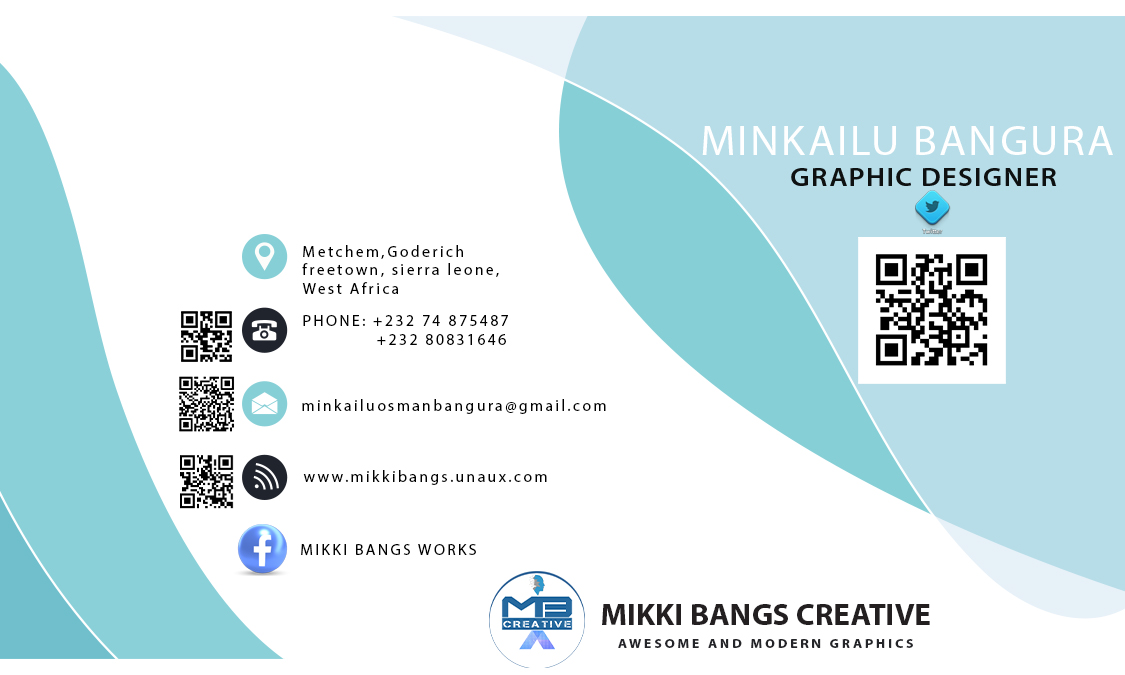 MINKAILU BANGURA
GRAPHIC DESIGNER
Twitter
Metchem,Goderich
freetown, sierra leone,
West Africa
PHONE: +232 74 875487
+232 80831646
minkailuosmanbangura@gmail.com
www.mikkibangs.unaux.com
MIKKI BANGS WORKS
MB
CREATIVE
MIKKI BANGS CREATIVE
AWESOME AND MODERN GRAPHICS